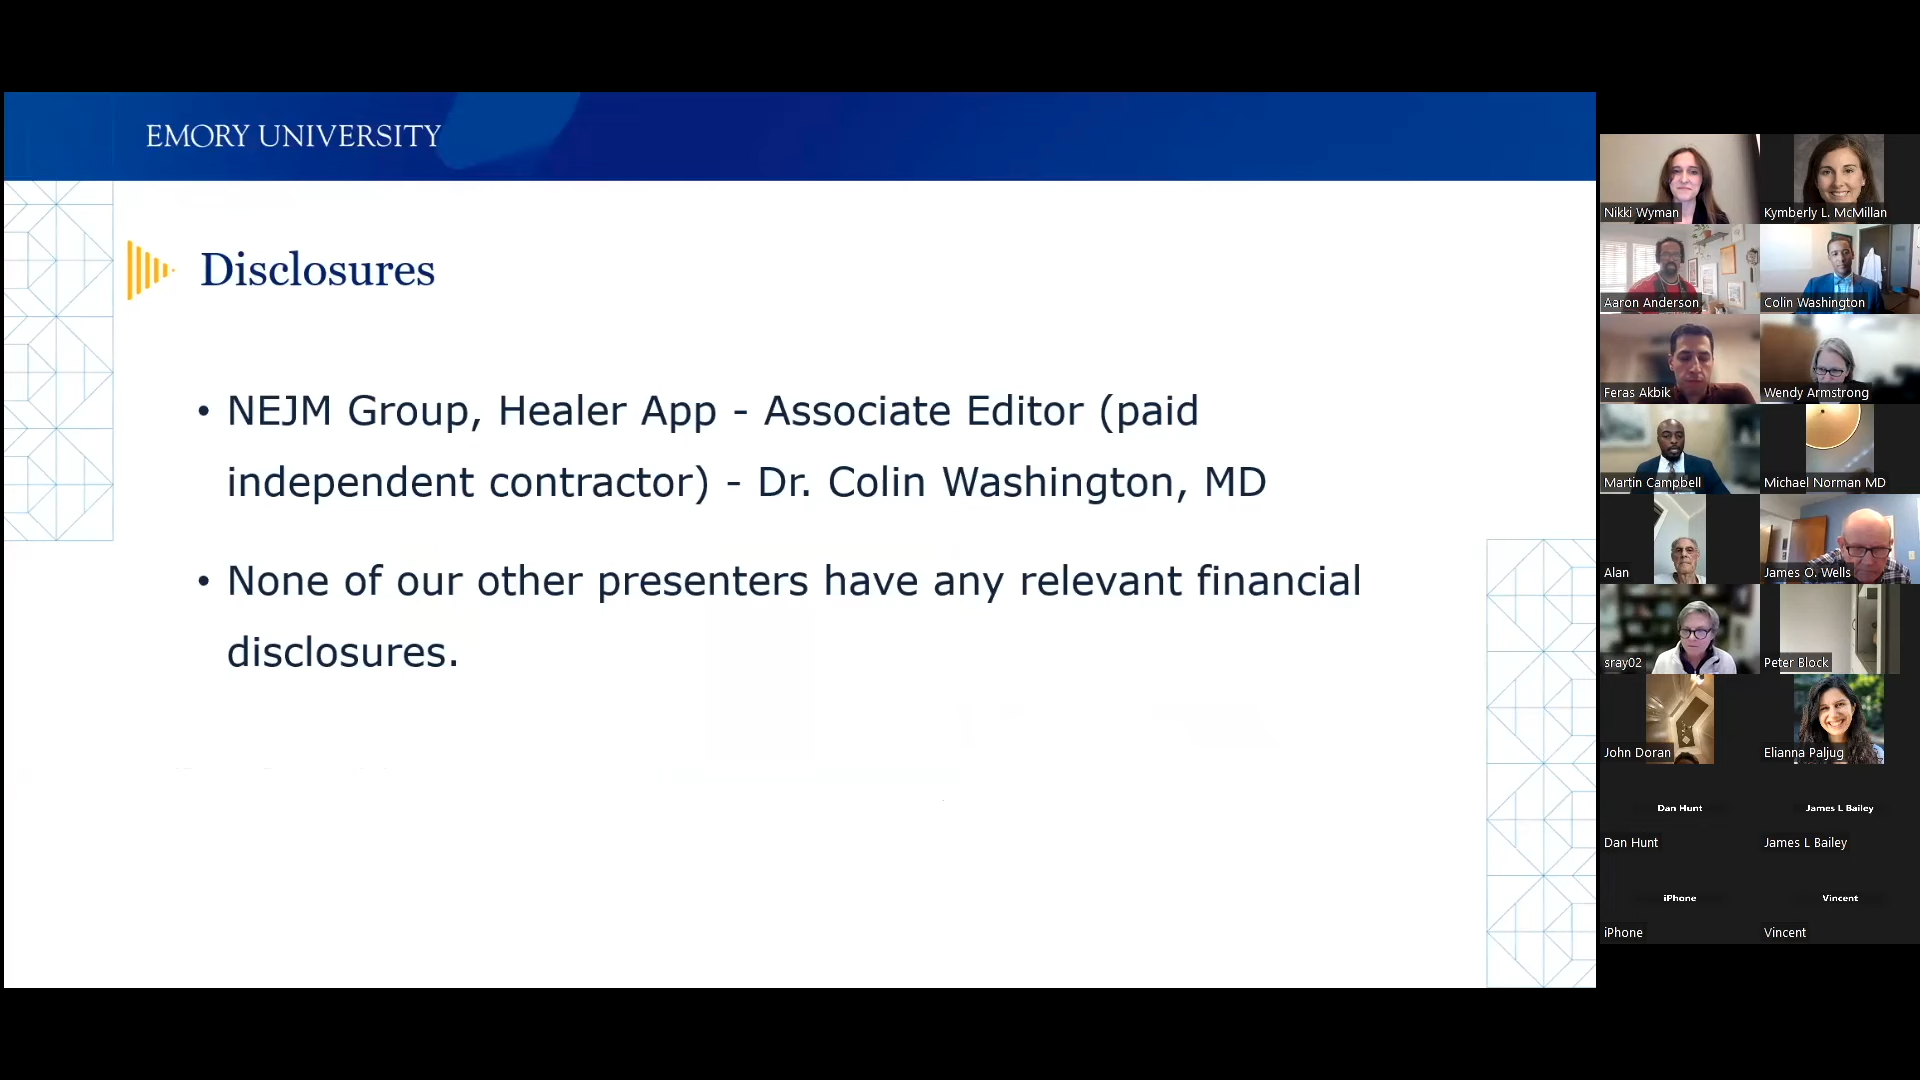 EMORY UNIVERSITY
Disclosures
• NEJM Group, Healer App - Associate Editor (paid
independent contractor) - Dr. Colin Washington, MD
• None of our other presenters have any relevant financial
disclosures.
Nikki Wyman
Kymberly L. McMillan
Aaron Anderson
Colin Washington
Feras Akbik
Wendy Armstrong
Martin Campbell
Michael Norman MD
Alan
James O. Wells
sray02
Peter Block
John Doran
Elianna Paljug
Dan Hunt
James L Bailey
Dan Hunt
James L Bailey
iPhone
Vincent
iPhone
Vincent